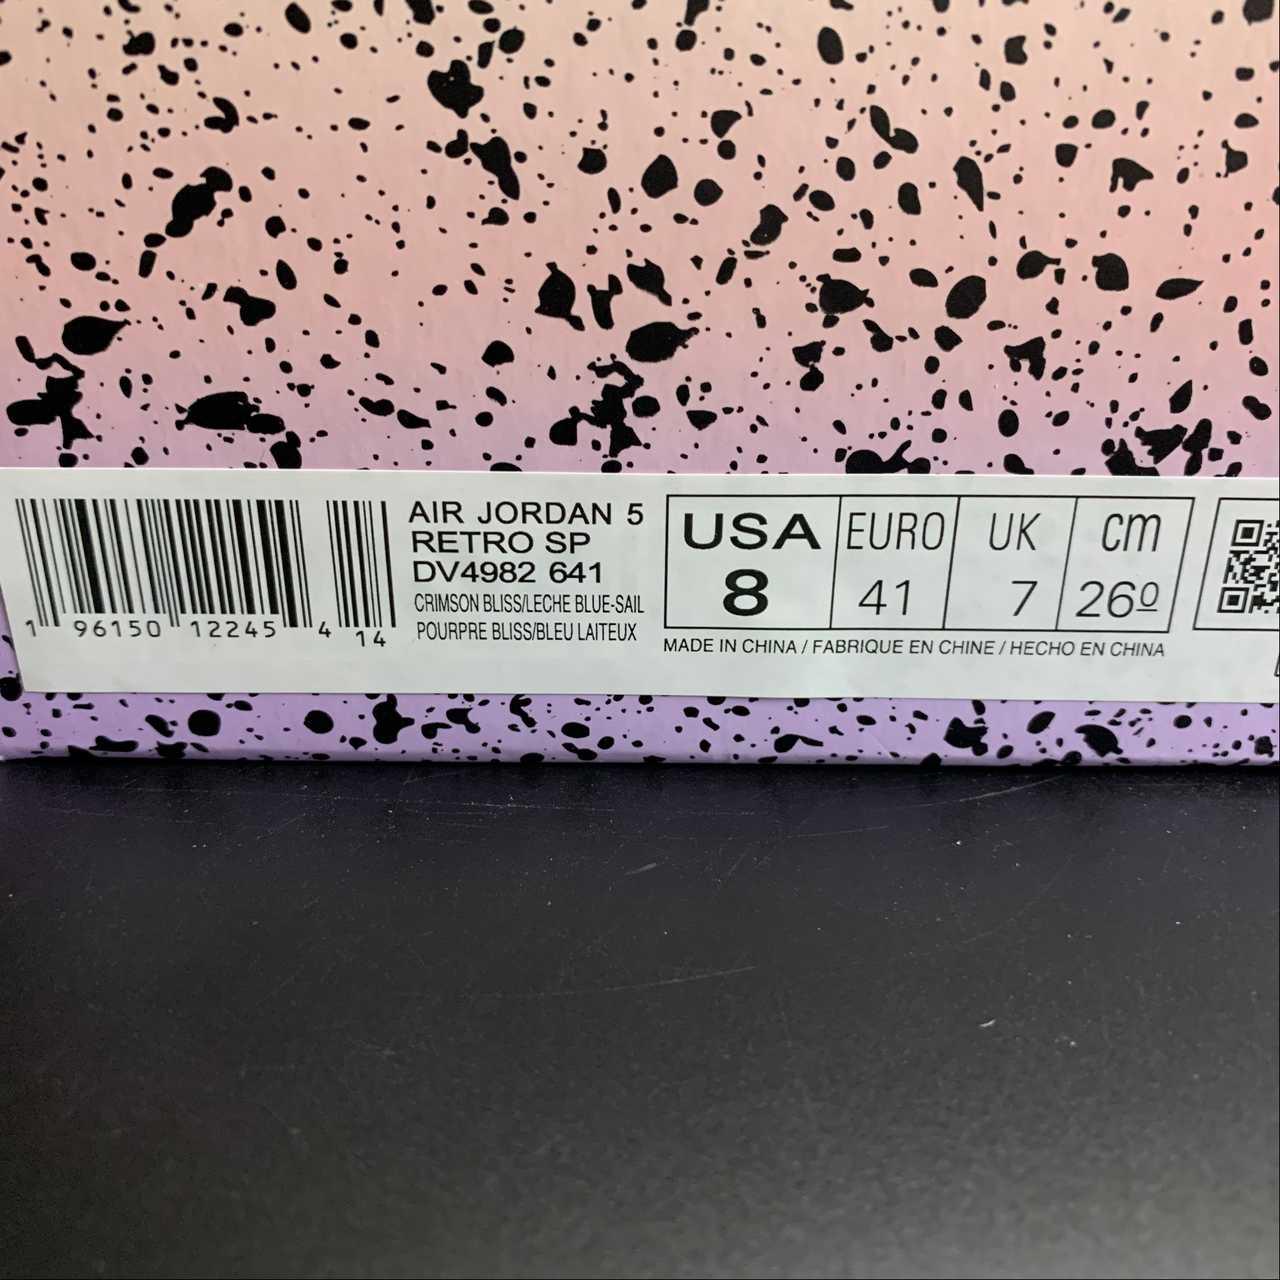 AIR JORDAN 5
RETRO SP
DV4982 641
CRIMSON BLISS/LECHE BLUE-SAIL
POURPRE BLISS/BLEU LAITEUX
1 96150 12245 4 14
USA EURO UK cm
8 41 7 26º
MADE IN CHINA / FABRIQUE EN CHINE / HECHO EN CHINA